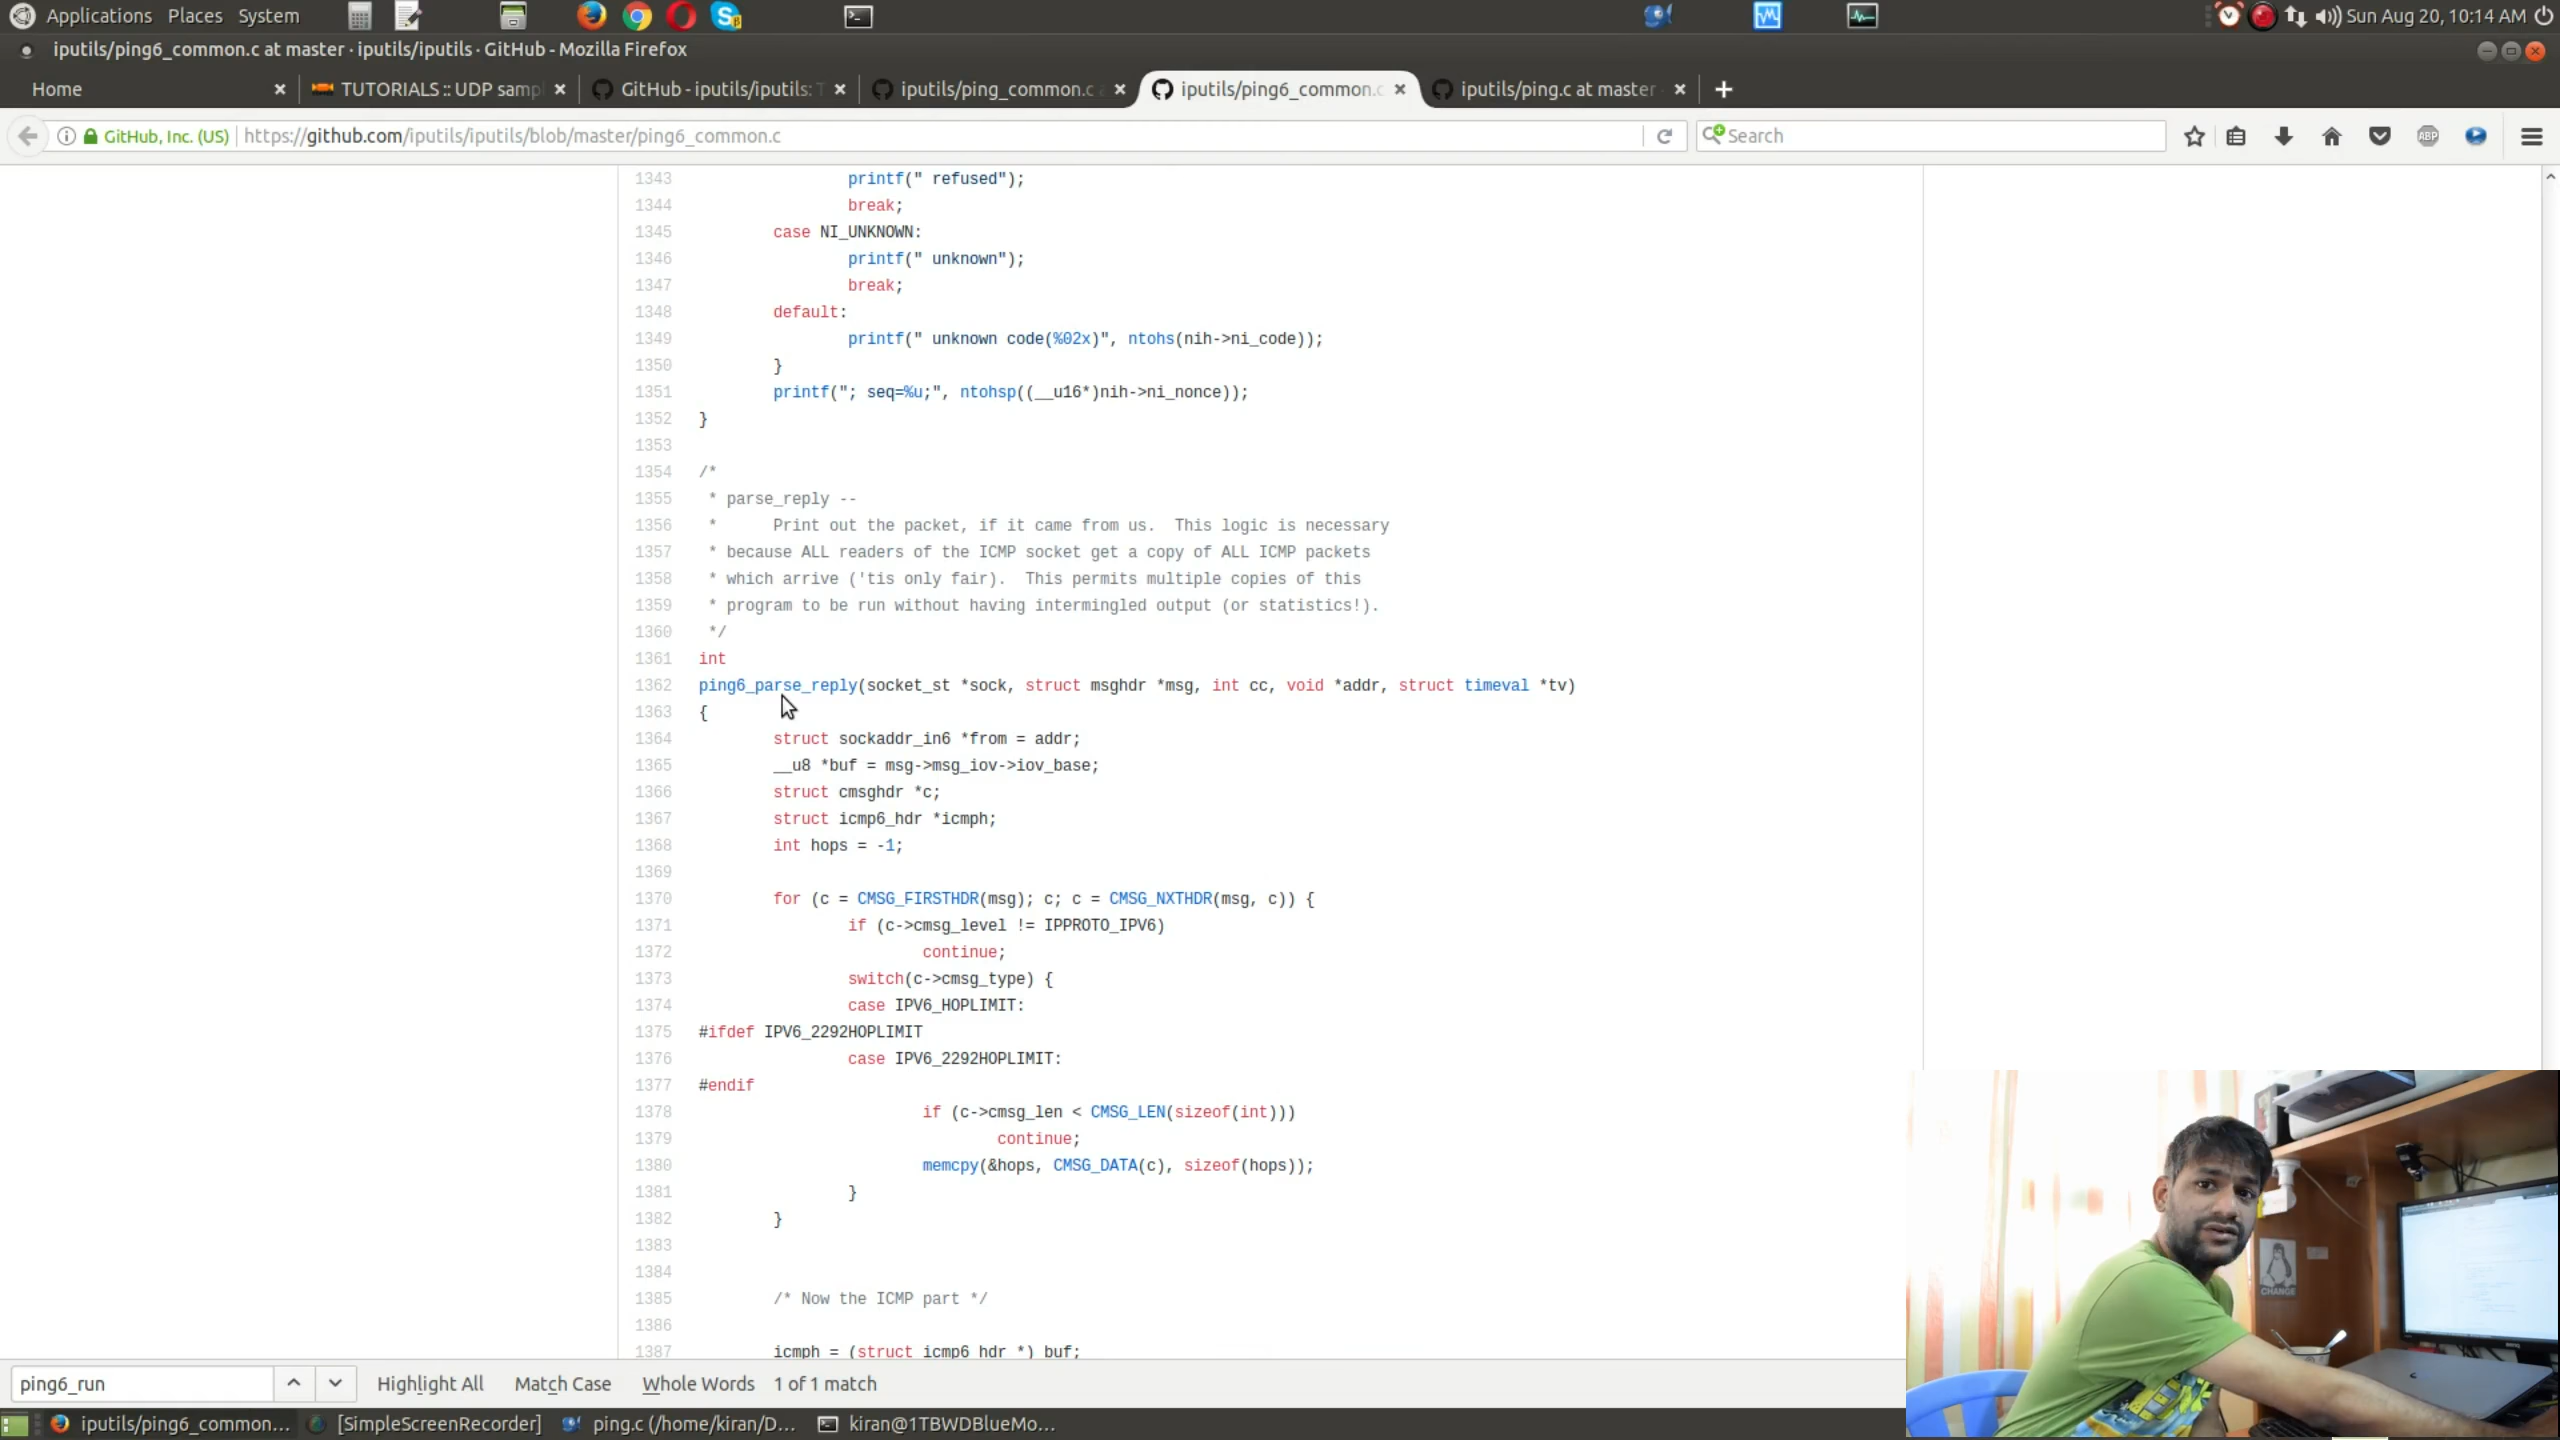 Applications Places System Sun Aug 20, 10:14 AM
iputils/ping6_common.c at master · iputils/iputils · GitHub - Mozilla Firefox
Home TUTORIALS :: UDP samp GitHub - iputils/iputils: T iputils/ping_common.c a iputils/ping6_common.c iputils/ping.c at master
GitHub, Inc. (US) https://github.com/iputils/iputils/blob/master/ping6_common.c Search ABP
1343 printf(" refused");
1344 break;
1345 case NI_UNKNOWN:
1346 printf(" unknown");
1347 break;
1348 default:
1349 printf(" unknown code(%02x)", ntohs(nih->ni_code));
1350 }
1351 printf("; seq=%u;", ntohsp((__u16*)nih->ni_nonce));
1352 }
1353
1354 /*
1355 * parse_reply --
1356 * Print out the packet, if it came from us. This logic is necessary
1357 * because ALL readers of the ICMP socket get a copy of ALL ICMP packets
1358 * which arrive ('tis only fair). This permits multiple copies of this
1359 * program to be run without having intermingled output (or statistics!).
1360 */
1361 int
1362 ping6_parse_reply(socket_st *sock, struct msghdr *msg, int cc, void *addr, struct timeval *tv)
1363 {
1364 struct sockaddr_in6 *from = addr;
1365 __u8 *buf = msg->msg_iov->iov_base;
1366 struct cmsghdr *c;
1367 struct icmp6_hdr *icmph;
1368 int hops = -1;
1369
1370 for (c = CMSG_FIRSTHDR(msg); c; c = CMSG_NXTHDR(msg, c)) {
1371 if (c->cmsg_level != IPPROTO_IPV6)
1372 continue;
1373 switch(c->cmsg_type) {
1374 case IPV6_HOPLIMIT:
1375 #ifdef IPV6_2292HOPLIMIT
1376 case IPV6_2292HOPLIMIT:
1377 #endif
1378 if (c->cmsg_len < CMSG_LEN(sizeof(int)))
1379 continue;
1380 memcpy(&hops, CMSG_DATA(c), sizeof(hops));
1381 }
1382 }
1383
1384
1385 /* Now the ICMP part */
1386
1387 icmph = (struct icmp6_hdr *) buf;
CHANGE
ping6_run Highlight All Match Case Whole Words 1 of 1 match
iputils/ping6_common... [SimpleScreenRecorder] ping.c (/home/kiran/D... kiran@1TBWDBlueMo...